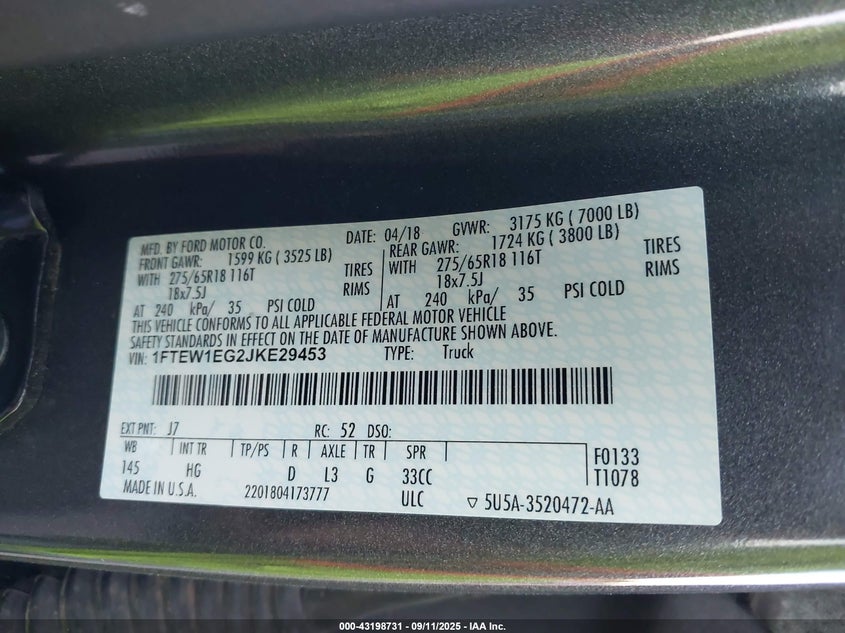 MFD. BY FORD MOTOR CO. DATE: 04/18 GVWR: 3175 KG ( 7000 LB)
FRONT GAWR: 1599 KG ( 3525 LB) REAR GAWR: 1724 KG ( 3800 LB)
WITH 275/65R18 116T TIRES WITH 275/65R18 116T TIRES
18x7.5J RIMS 18x7.5J RIMS
AT 240 kPa/ 35 PSI COLD AT 240 kPa/ 35 PSI COLD
THIS VEHICLE CONFORMS TO ALL APPLICABLE FEDERAL MOTOR VEHICLE
SAFETY STANDARDS IN EFFECT ON THE DATE OF MANUFACTURE SHOWN ABOVE.
VIN: 1FTEW1EG2JKE29453 TYPE: Truck
EXT PNT: J7 RC: 52 DSO:
WB INT TR TP/PS R AXLE TR SPR F0133
145 HG D L3 G 33CC T1078
MADE IN U.S.A. 2201804173777 ULC ▽ 5U5A-3520472-AA
000-43198731 - 09/11/2025 - IAA Inc.